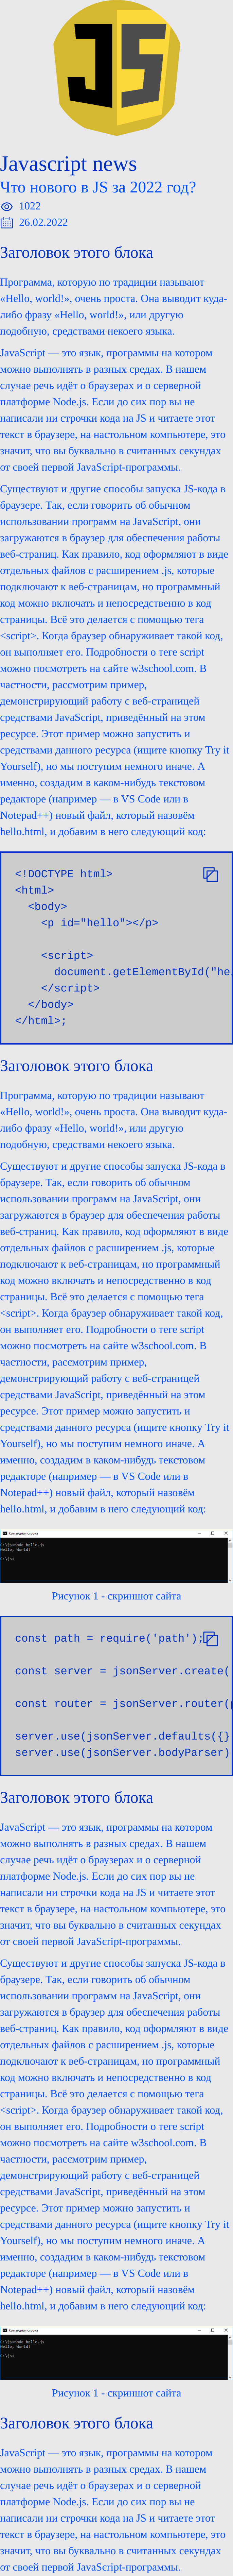 JS
Javascript news
Что нового в JS за 2022 год?
1022
26.02.2022
Заголовок этого блока
Программа, которую по традиции называют
«Hello, world!», очень проста. Она выводит куда-
либо фразу «Hello, world!», или другую
подобную, средствами некоего языка.
JavaScript — это язык, программы на котором
можно выполнять в разных средах. В нашем
случае речь идёт о браузерах и о серверной
платформе Node.js. Если до сих пор вы не
написали ни строчки кода на JS и читаете этот
текст в браузере, на настольном компьютере, это
значит, что вы буквально в считанных секундах
от своей первой JavaScript-программы.
Существуют и другие способы запуска JS-кода в
браузере. Так, если говорить об обычном
использовании программ на JavaScript, они
загружаются в браузер для обеспечения работы
веб-страниц. Как правило, код оформляют в виде
отдельных файлов с расширением .js, которые
подключают к веб-страницам, но программный
код можно включать и непосредственно в код
страницы. Всё это делается с помощью тега
<script>. Когда браузер обнаруживает такой код,
он выполняет его. Подробности о теге script
можно посмотреть на сайте w3school.com. В
частности, рассмотрим пример,
демонстрирующий работу с веб-страницей
средствами JavaScript, приведённый на этом
ресурсе. Этот пример можно запустить и
средствами данного ресурса (ищите кнопку Try it
Yourself), но мы поступим немного иначе. А
именно, создадим в каком-нибудь текстовом
редакторе (например — в VS Code или в
Notepad++) новый файл, который назовём
hello.html, и добавим в него следующий код:
<!DOCTYPE html>
<html>
  <body>
    <p id="hello"></p>
    <script>
      document.getElementById("he
    </script>
  </body>
</html>;
Заголовок этого блока
Программа, которую по традиции называют
«Hello, world!», очень проста. Она выводит куда-
либо фразу «Hello, world!», или другую
подобную, средствами некоего языка.
Существуют и другие способы запуска JS-кода в
браузере. Так, если говорить об обычном
использовании программ на JavaScript, они
загружаются в браузер для обеспечения работы
веб-страниц. Как правило, код оформляют в виде
отдельных файлов с расширением .js, которые
подключают к веб-страницам, но программный
код можно включать и непосредственно в код
страницы. Всё это делается с помощью тега
<script>. Когда браузер обнаруживает такой код,
он выполняет его. Подробности о теге script
можно посмотреть на сайте w3school.com. В
частности, рассмотрим пример,
демонстрирующий работу с веб-страницей
средствами JavaScript, приведённый на этом
ресурсе. Этот пример можно запустить и
средствами данного ресурса (ищите кнопку Try it
Yourself), но мы поступим немного иначе. А
именно, создадим в каком-нибудь текстовом
редакторе (например — в VS Code или в
Notepad++) новый файл, который назовём
hello.html, и добавим в него следующий код:
Командная строка
C:\js>node hello.js
Hello, World!
C:\js>
Рисунок 1 - скриншот сайта
const path = require('path');
const server = jsonServer.create(
const router = jsonServer.router(
server.use(jsonServer.defaults({}
server.use(jsonServer.bodyParser)
Заголовок этого блока
JavaScript — это язык, программы на котором
можно выполнять в разных средах. В нашем
случае речь идёт о браузерах и о серверной
платформе Node.js. Если до сих пор вы не
написали ни строчки кода на JS и читаете этот
текст в браузере, на настольном компьютере, это
значит, что вы буквально в считанных секундах
от своей первой JavaScript-программы.
Существуют и другие способы запуска JS-кода в
браузере. Так, если говорить об обычном
использовании программ на JavaScript, они
загружаются в браузер для обеспечения работы
веб-страниц. Как правило, код оформляют в виде
отдельных файлов с расширением .js, которые
подключают к веб-страницам, но программный
код можно включать и непосредственно в код
страницы. Всё это делается с помощью тега
<script>. Когда браузер обнаруживает такой код,
он выполняет его. Подробности о теге script
можно посмотреть на сайте w3school.com. В
частности, рассмотрим пример,
демонстрирующий работу с веб-страницей
средствами JavaScript, приведённый на этом
ресурсе. Этот пример можно запустить и
средствами данного ресурса (ищите кнопку Try it
Yourself), но мы поступим немного иначе. А
именно, создадим в каком-нибудь текстовом
редакторе (например — в VS Code или в
Notepad++) новый файл, который назовём
hello.html, и добавим в него следующий код:
Командная строка
C:\js>node hello.js
Hello, World!
C:\js>
Рисунок 1 - скриншот сайта
Заголовок этого блока
JavaScript — это язык, программы на котором
можно выполнять в разных средах. В нашем
случае речь идёт о браузерах и о серверной
платформе Node.js. Если до сих пор вы не
написали ни строчки кода на JS и читаете этот
текст в браузере, на настольном компьютере, это
значит, что вы буквально в считанных секундах
от своей первой JavaScript-программы.